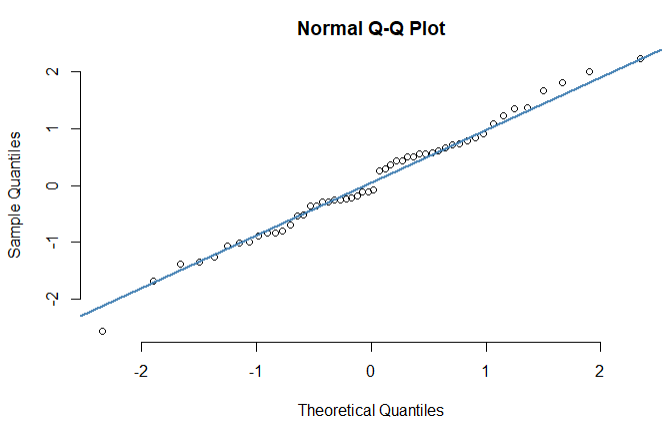 Normal Q-Q Plot
Sample Quantiles
2
1
0
-1
-2
-2 -1 0 1 2
Theoretical Quantiles